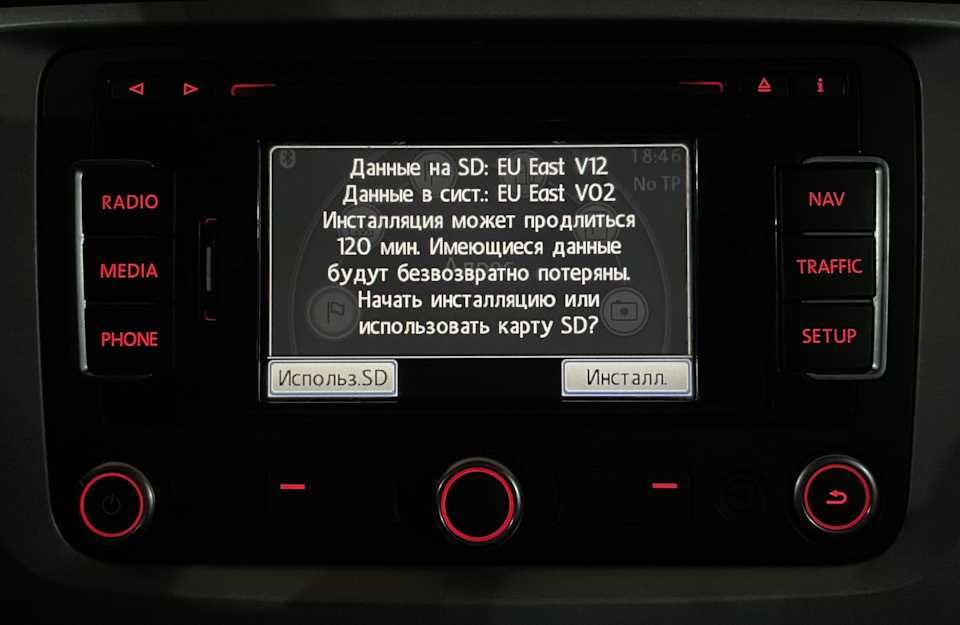 18:46
No TP
Данные на SD: EU East V12
Данные в сист.: EU East V02
Инсталляция может продлиться
120 мин. Имеющиеся данные
будут безвозвратно потеряны.
Начать инсталляцию или
использовать карту SD?
Использ.SD
Инсталл.
RADIO
MEDIA
PHONE
NAV
TRAFFIC
SETUP
i